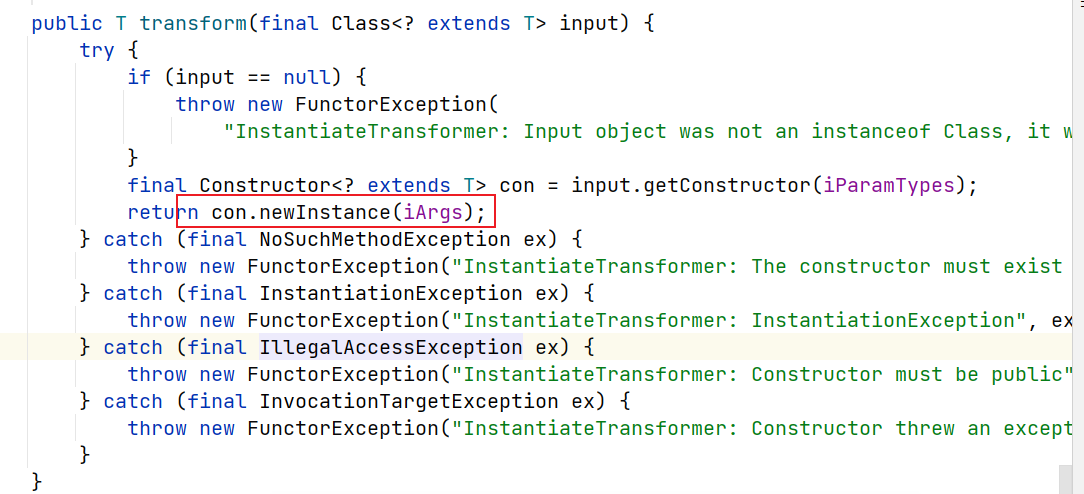 public T transform(final Class<? extends T> input) {
try {
if (input == null) {
throw new FunctorException(
"InstantiateTransformer: Input object was not an instanceof Class, it w
}
final Constructor<? extends T> con = input.getConstructor(iParamTypes);
return con.newInstance(iArgs);
} catch (final NoSuchMethodException ex) {
throw new FunctorException("InstantiateTransformer: The constructor must exist
} catch (final InstantiationException ex) {
throw new FunctorException("InstantiateTransformer: InstantiationException", ex
} catch (final IllegalAccessException ex) {
throw new FunctorException("InstantiateTransformer: Constructor must be public"
} catch (final InvocationTargetException ex) {
throw new FunctorException("InstantiateTransformer: Constructor threw an except
}
}